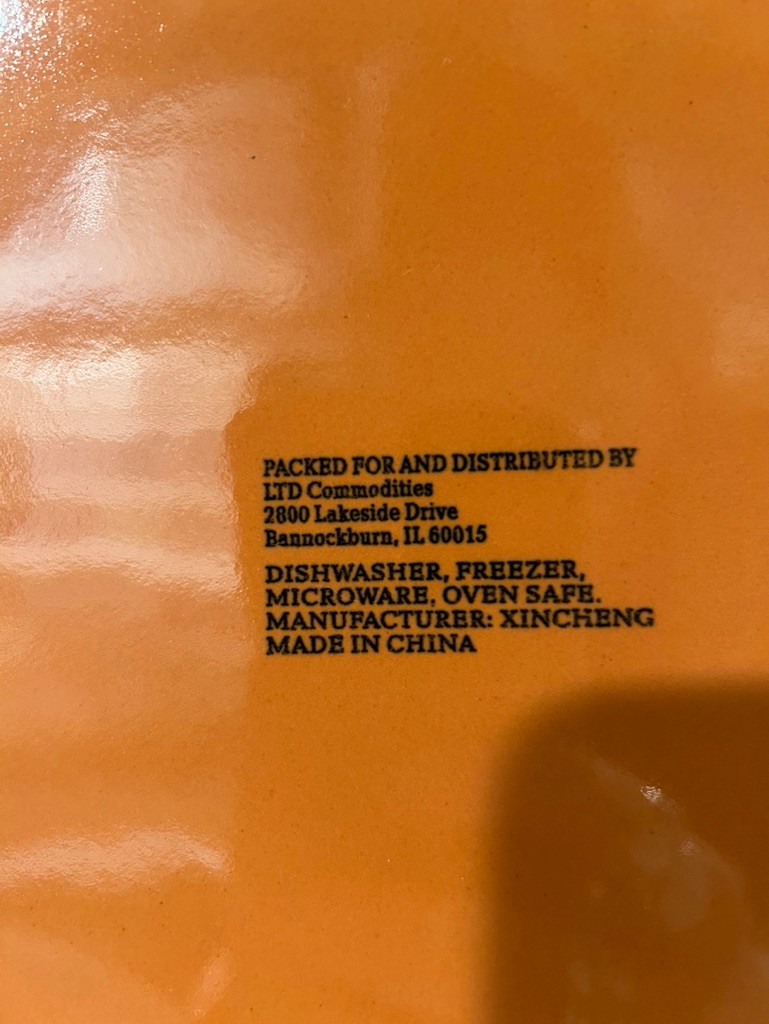 PACKED FOR AND DISTRIBUTED BY
LTD Commodities
2800 Lakeside Drive
Bannockburn, IL 60015
DISHWASHER, FREEZER,
MICROWARE, OVEN SAFE.
MANUFACTURER: XINCHENG
MADE IN CHINA